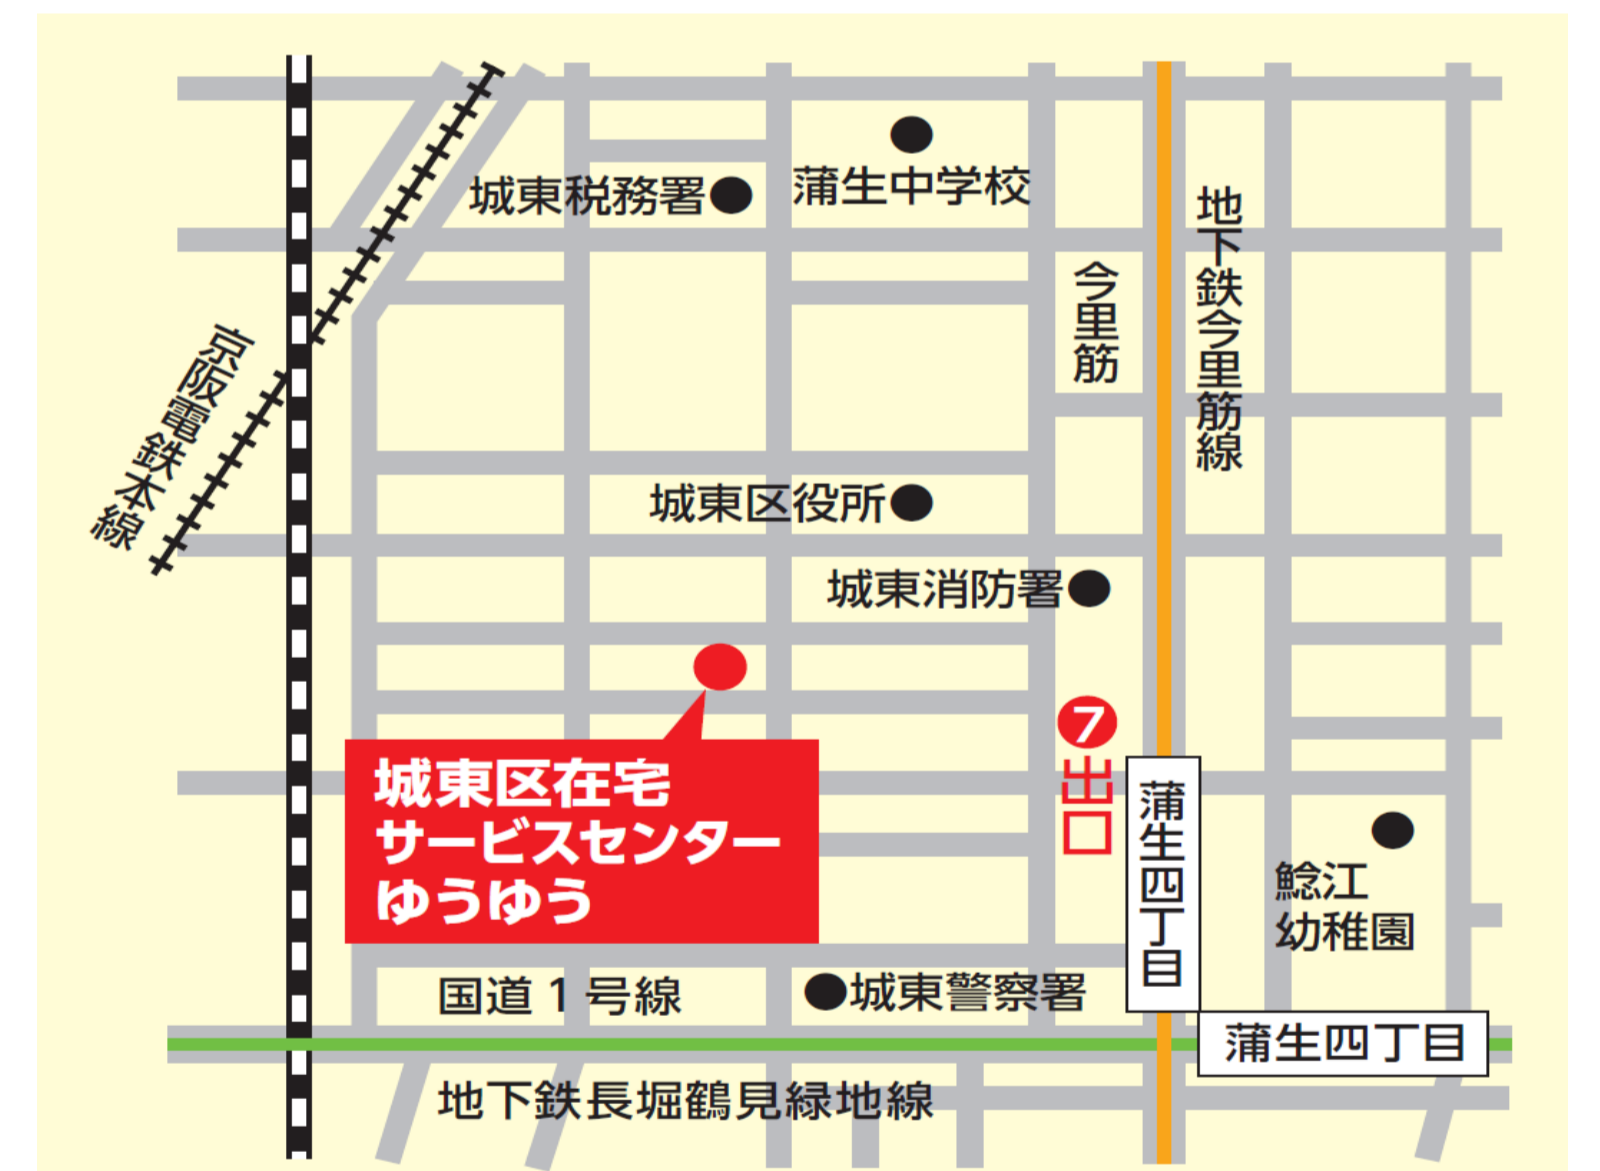 城東税務署
蒲生中学校
地下鉄今里筋線
今里筋
京阪電鉄本線
城東区役所
城東消防署
7
出口
城東区在宅
サービスセンター
ゆうゆう
蒲生四丁目
鯰江
幼稚園
国道1号線
城東警察署
蒲生四丁目
地下鉄長堀鶴見緑地線